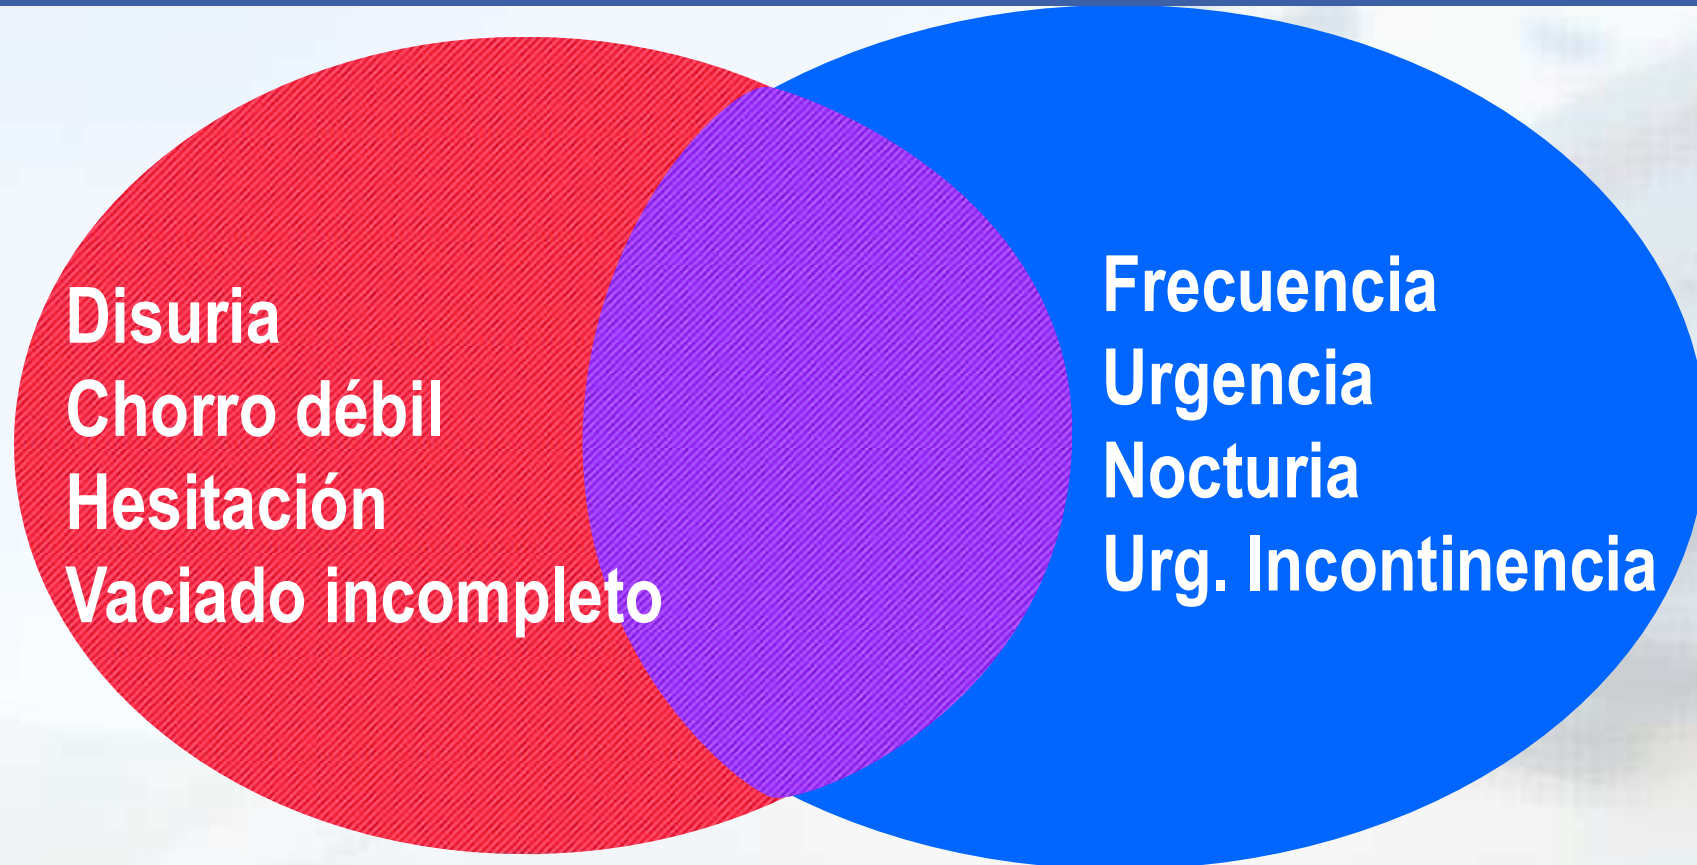 Disuria
Chorro débil
Hesitación
Vaciado incompleto
Frecuencia
Urgencia
Nocturia
Urg. Incontinencia